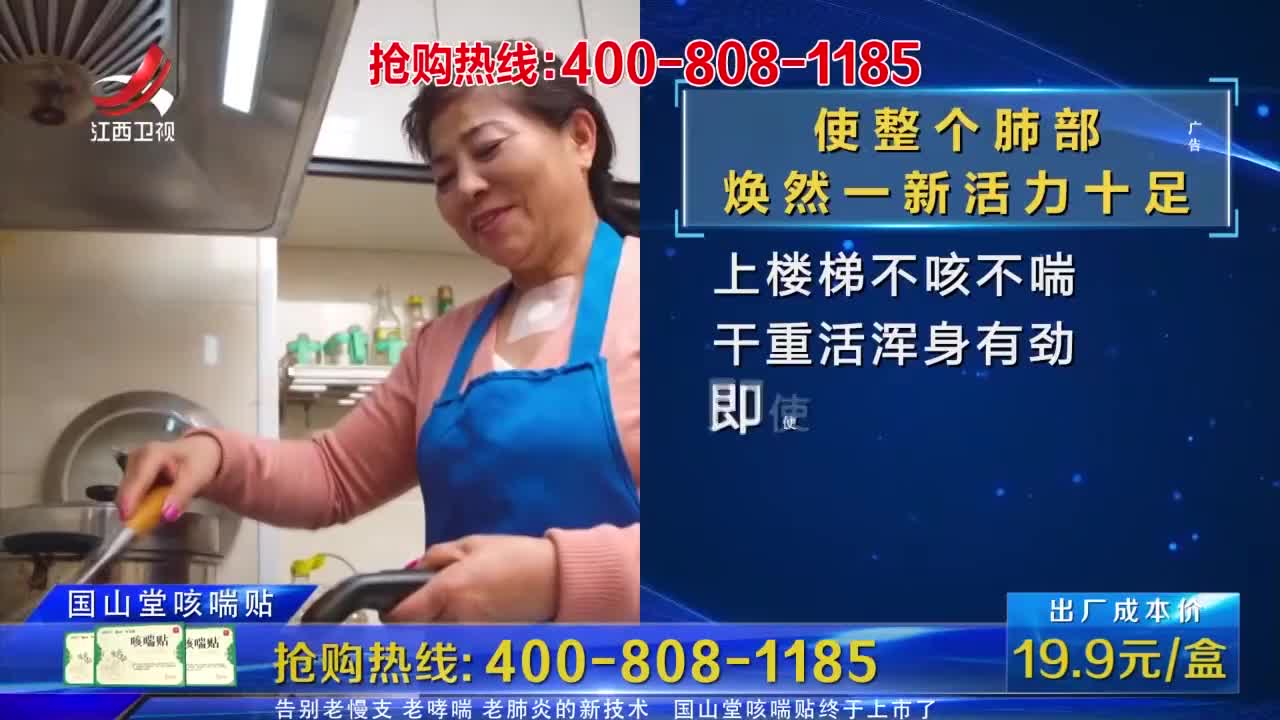 抢购热线:400-808-1185
江西卫视
使整个肺部
焕然一新活力十足
广告
上楼梯不咳不喘
干重活浑身有劲
即使
国山堂咳喘贴
咳喘贴
咳喘贴
抢购热线:400-808-1185
出厂成本价
19.9元/盒
告别老慢支 老哮喘 老肺炎的新技术 国山堂咳喘贴终于上市了